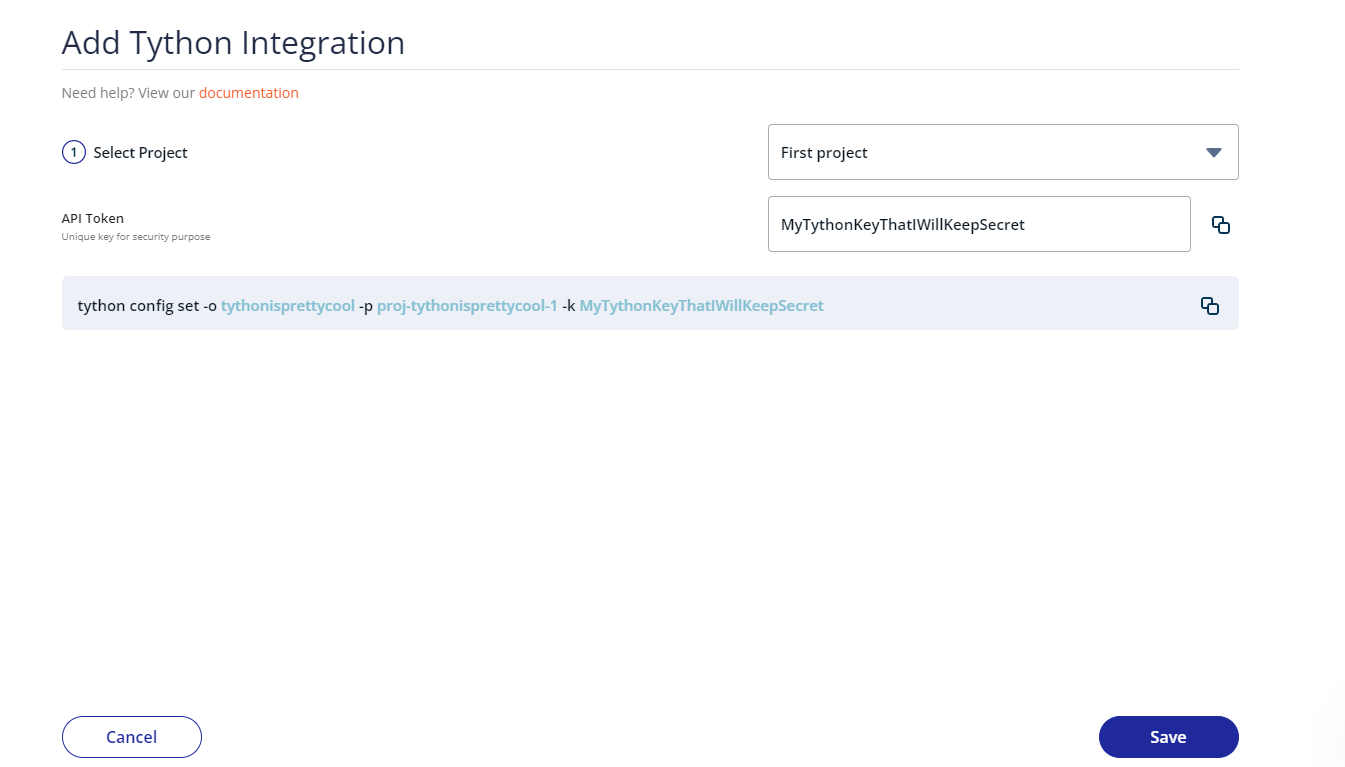 Add Tython Integration
Need help? View our documentation
1 Select Project
First project
API Token
Unique key for security purpose
MyTythonKeyThatIWillKeepSecret
tython config set -o tythonisprettycool -p proj-tythonisprettycool-1 -k MyTythonKeyThatIWillKeepSecret
Cancel
Save